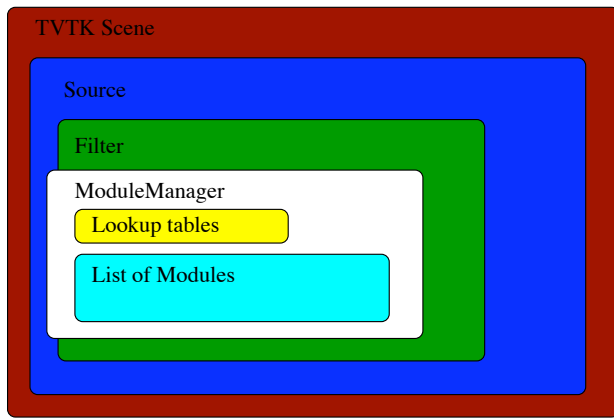 TVTK Scene
Source
Filter
ModuleManager
Lookup tables
List of Modules